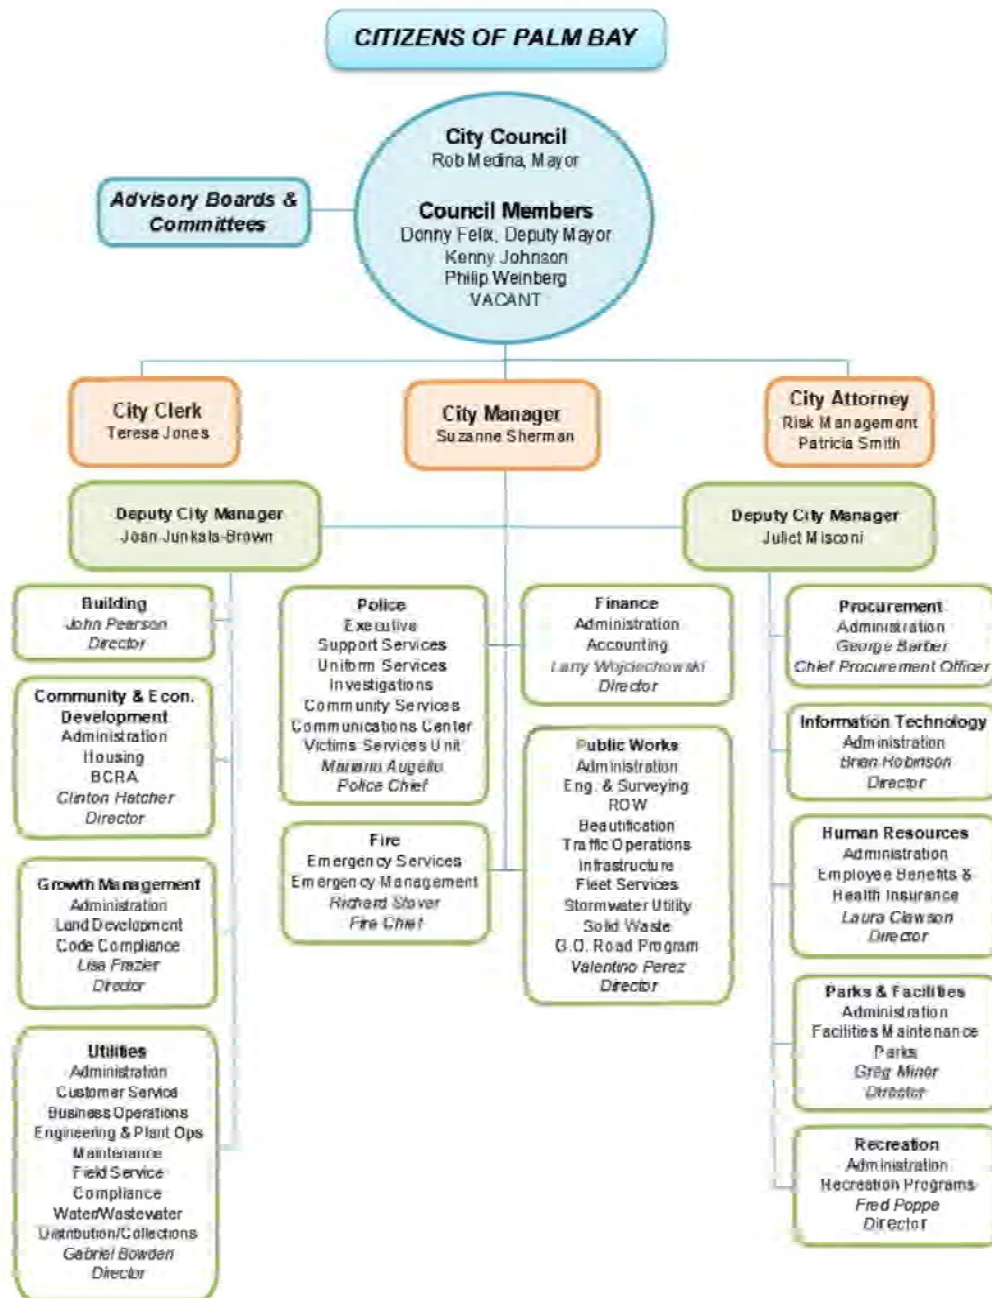 CITIZENS OF PALM BAY
City Council
Rob Medina, Mayor
Advisory Boards &
Committees
Council Members
Donny Felix, Deputy Mayor
Kenny Johnson
Philip Weinberg
VACANT
City Clerk
Terese Jones
City Manager
Suzanne Sherman
City Attorney
Risk Management
Patricia Smith
Deputy City Manager
Joan Junkala-Brown
Deputy City Manager
Juliet Misconi
Building
John Pearson
Director
Community & Econ.
Development
Administration
Housing
BCRA
Clinton Hatcher
Director
Growth Management
Administration
Land Development
Code Compliance
Lisa Frazier
Director
Utilities
Administration
Customer Service
Business Operations
Engineering & Plant Ops
Maintenance
Field Service
Compliance
Water/Wastewater
Distribution/Collections
Gabriel Bowden
Director
Police
Executive
Support Services
Uniform Services
Investigations
Community Services
Communications Center
Victims Services Unit
Mariano Augello
Police Chief
Fire
Emergency Services
Emergency Management
Richard Stover
Fire Chief
Finance
Administration
Accounting
Larry Wojciechowski
Director
Public Works
Administration
Eng. & Surveying
ROW
Beautification
Traffic Operations
Infrastructure
Fleet Services
Stormwater Utility
Solid Waste
G.O. Road Program
Valentino Perez
Director
Procurement
Administration
George Barber
Chief Procurement Officer
Information Technology
Administration
Brian Robinson
Director
Human Resources
Administration
Employee Benefits &
Health Insurance
Laura Clawson
Director
Parks & Facilities
Administration
Facilities Maintenance
Parks
Greg Minor
Director
Recreation
Administration
Recreation Programs
Fred Poppe
Director